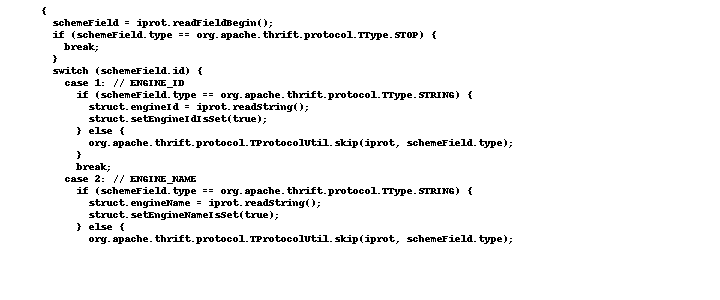 {
schemeField = iprot.readFieldBegin();
if (schemeField.type == org.apache.thrift.protocol.TType.STOP) {
break;
}
switch (schemeField.id) {
case 1: // ENGINE_ID
if (schemeField.type == org.apache.thrift.protocol.TType.STRING) {
struct.engineId = iprot.readString();
struct.setEngineIdIsSet(true);
} else {
org.apache.thrift.protocol.TProtocolUtil.skip(iprot, schemeField.type);
}
break;
case 2: // ENGINE_NAME
if (schemeField.type == org.apache.thrift.protocol.TType.STRING) {
struct.engineName = iprot.readString();
struct.setEngineNameIsSet(true);
} else {
org.apache.thrift.protocol.TProtocolUtil.skip(iprot, schemeField.type);